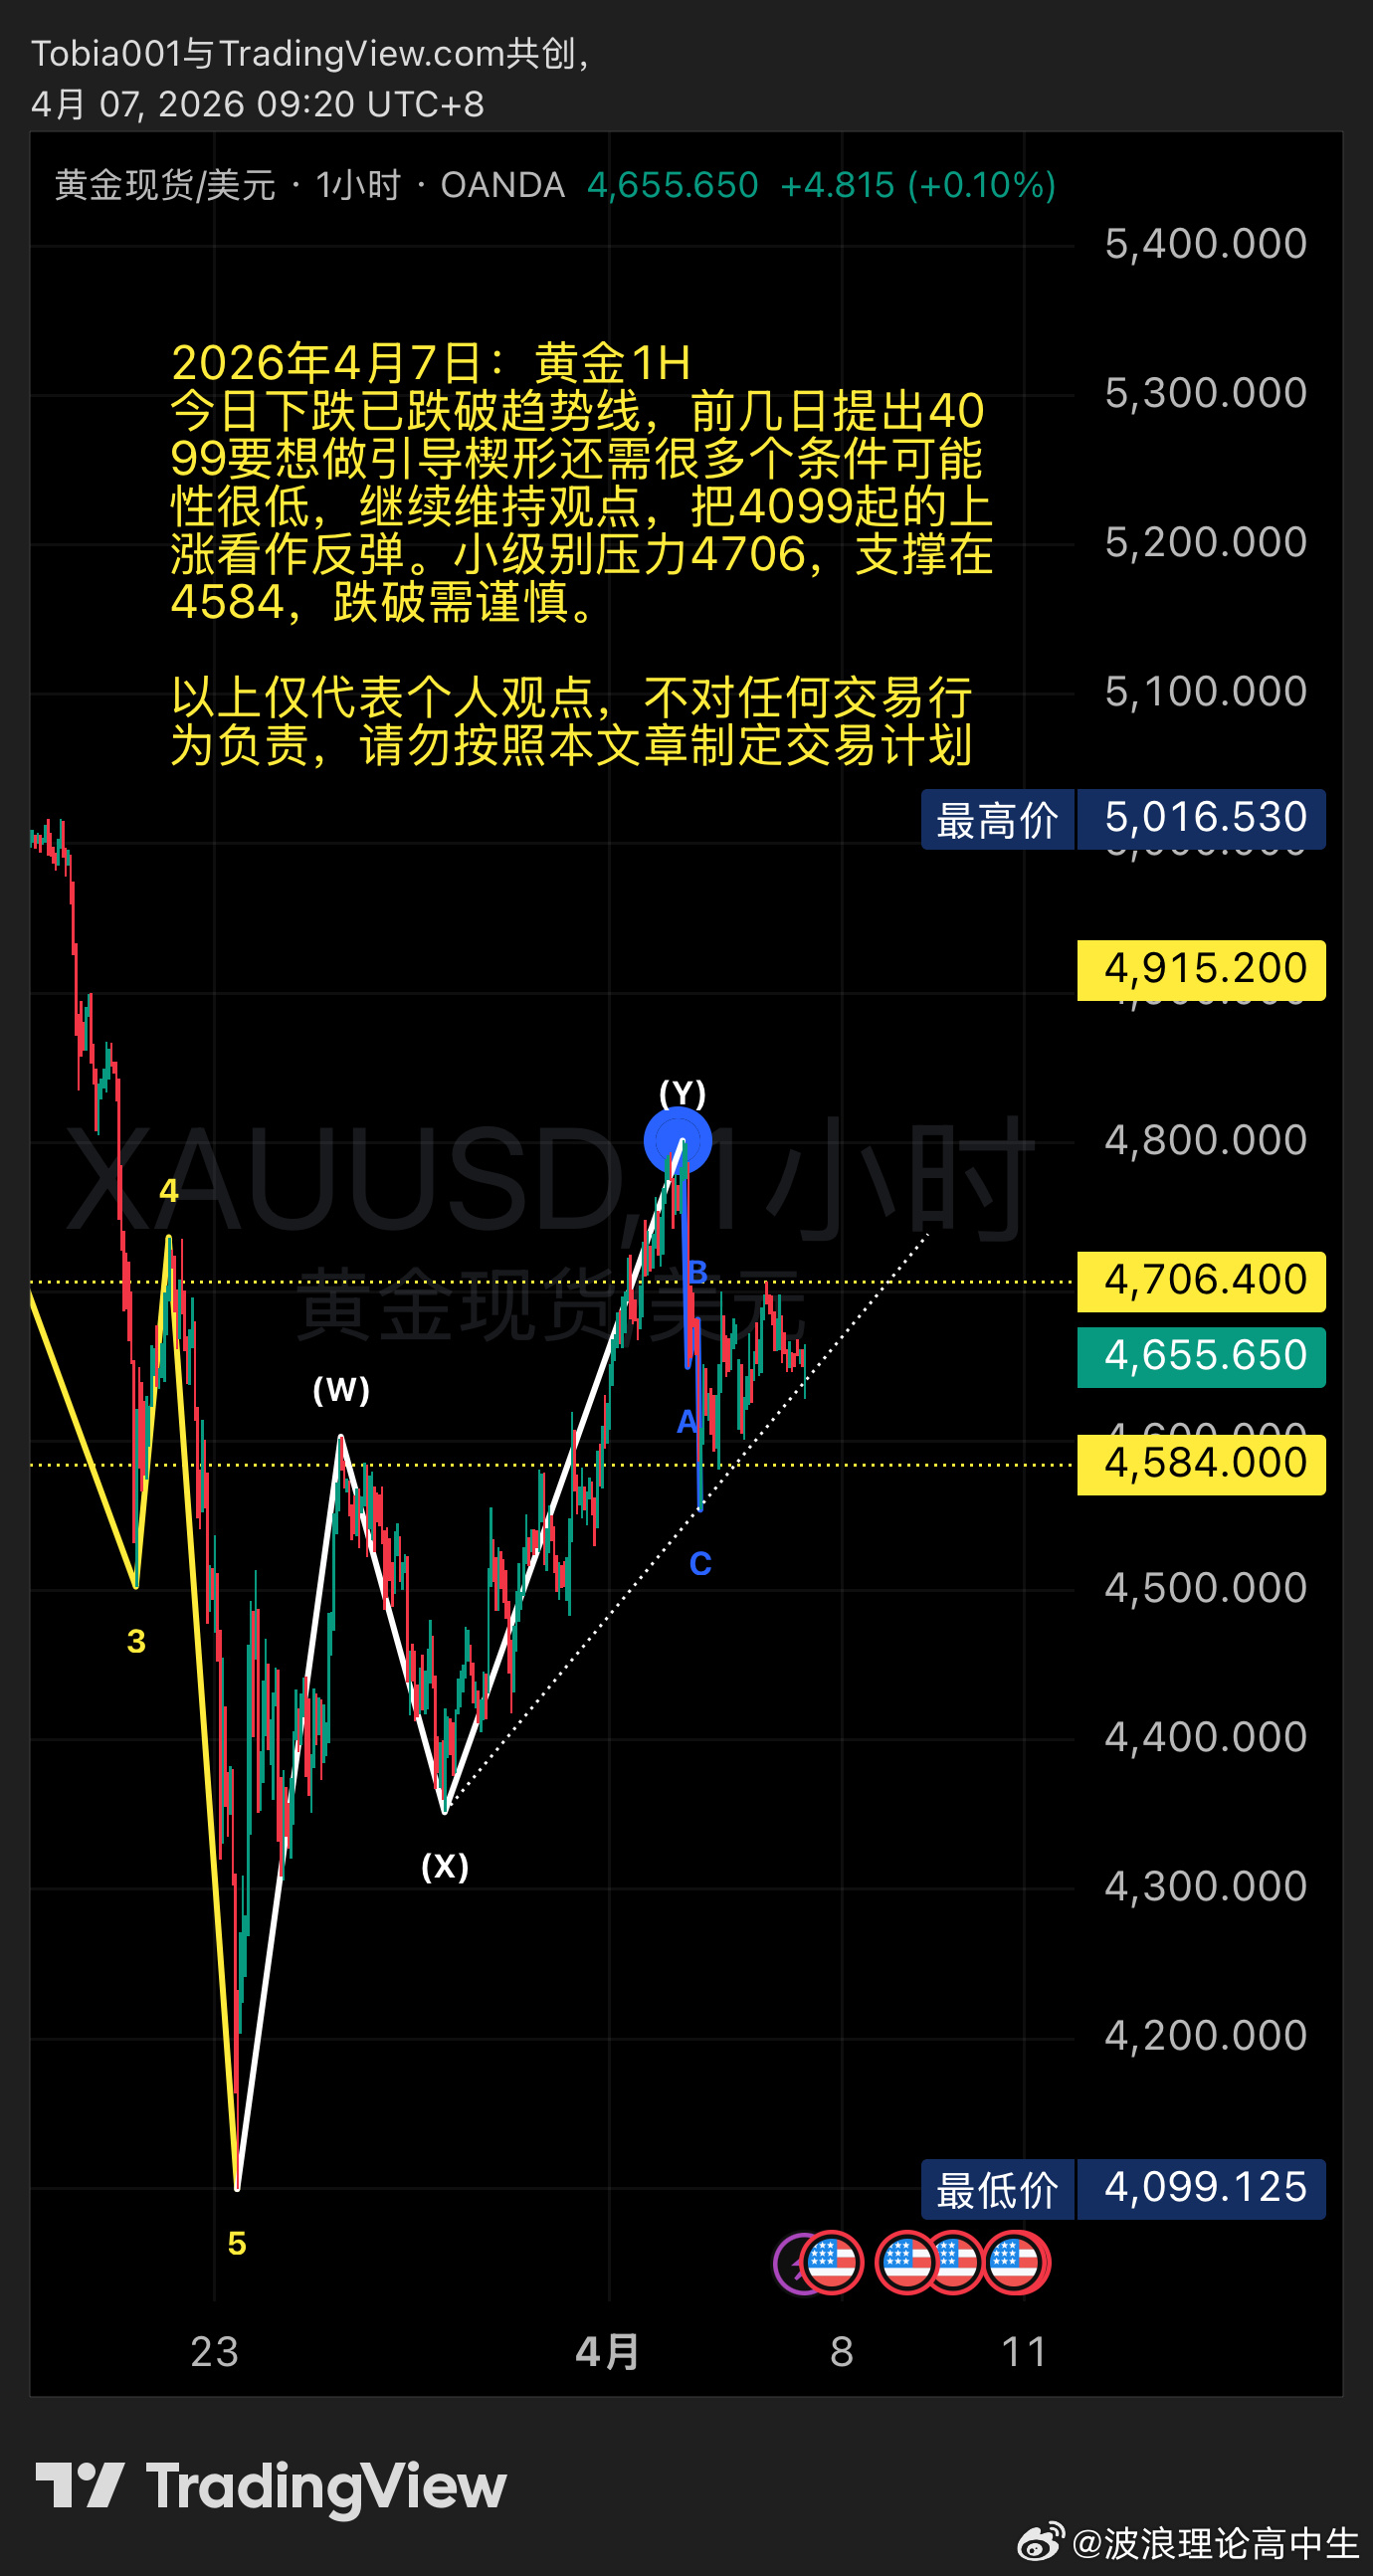 Tobia001与TradingView.com共创,
4月 07, 2026 09:20 UTC+8
黄金现货/美元 · 1小时 · OANDA 4,655.650 +4.815 (+0.10%)
5,400.000
2026年4月7日：黄金1H
今日下跌已跌破趋势线，前几日提出40
99要想做引导楔形还需很多个条件可能
性很低，继续维持观点，把4099起的上
涨看作反弹。小级别压力4706，支撑在
4584，跌破需谨慎。
以上仅代表个人观点，不对任何交易行
为负责，请勿按照本文章制定交易计划
5,300.000
5,200.000
5,100.000
最高价 5,016.530
4,915.200
(Y)
XAUUSD, 1小时
黄金现货/美元
4,800.000
4
B
4,706.400
4,655.650
(W)
A
4,584.000
C
4,500.000
3
4,400.000
(X)
4,300.000
4,200.000
最低价 4,099.125
5
23
4月
8
11
TradingView
@波浪理论高中生